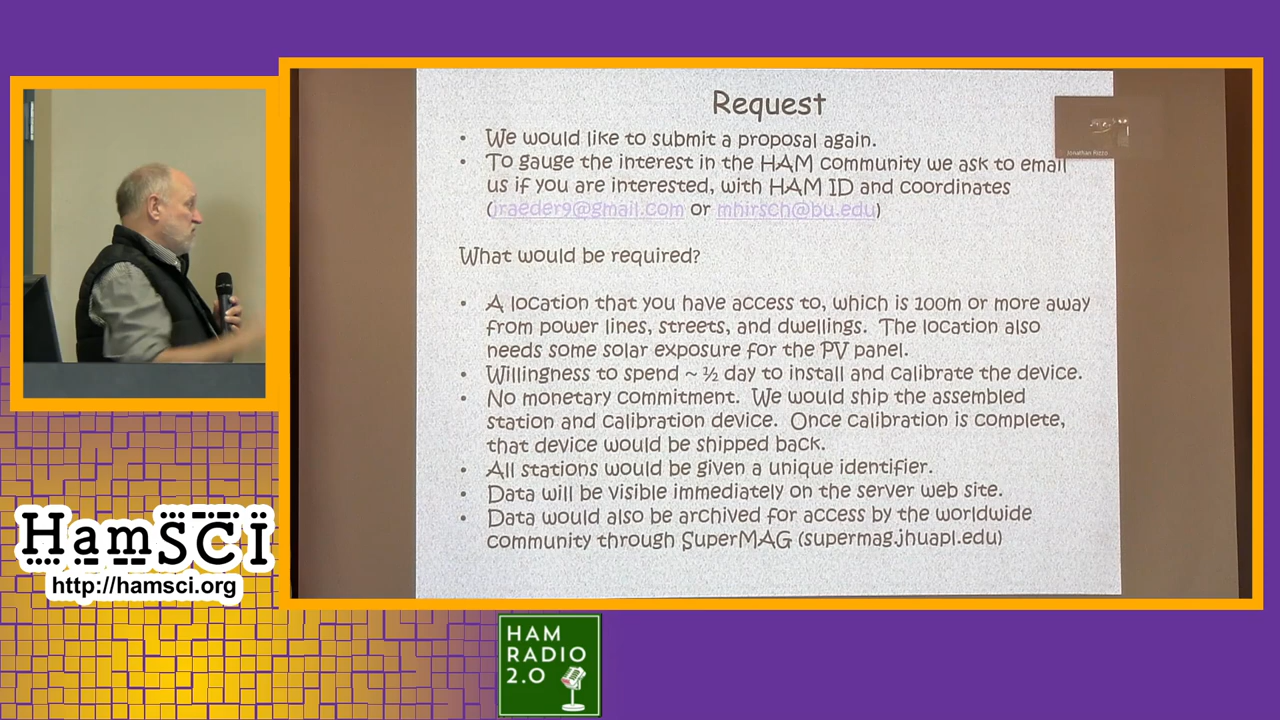 Request
• We would like to submit a proposal again.
• To gauge the interest in the HAM community we ask to email
us if you are interested, with HAM ID and coordinates
(jraeder9@gmail.com or mhirsch@bu.edu)
What would be required?
• A location that you have access to, which is 100m or more away
from power lines, streets, and dwellings. The location also
needs some solar exposure for the PV panel.
• Willingness to spend ~ ½ day to install and calibrate the device.
• No monetary commitment. We would ship the assembled
station and calibration device. Once calibration is complete,
that device would be shipped back.
• All stations would be given a unique identifier.
• Data will be visible immediately on the server web site.
• Data would also be archived for access by the worldwide
community through SuperMAG (supermag.jhuapl.edu)
Jonathan Rizzo
HamSCI
http://hamsci.org
HAM
RADIO
2.0